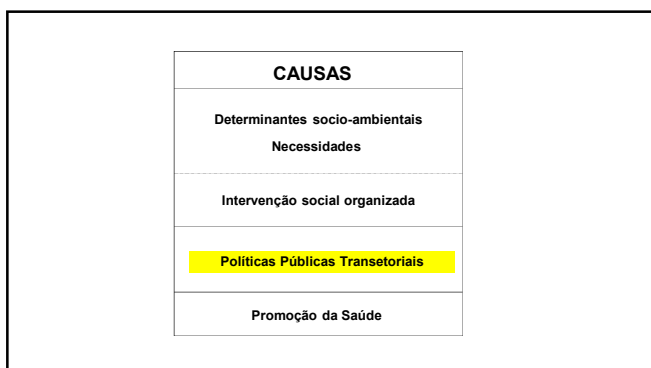 CAUSAS
Determinantes socio-ambientais
Necessidades
Intervenção social organizada
Políticas Públicas Transetoriais
Promoção da Saúde